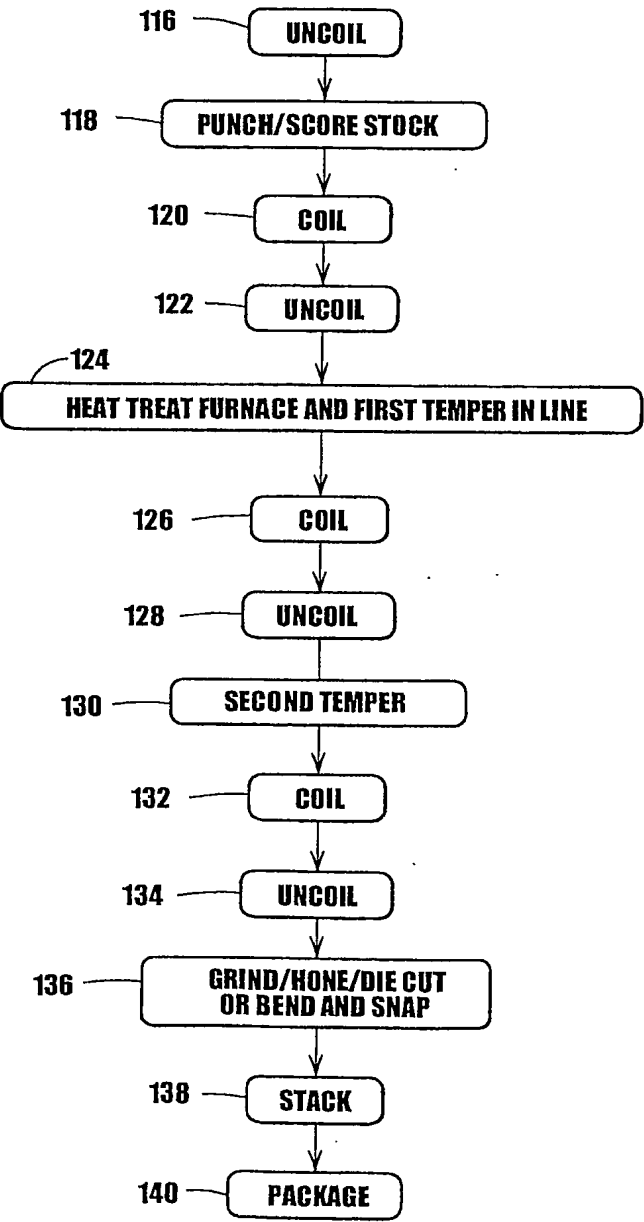 116
UNCOIL
118
PUNCH/SCORE STOCK
120
COIL
122
UNCOIL
124
HEAT TREAT FURNACE AND FIRST TEMPER IN LINE
126
COIL
128
UNCOIL
130
SECOND TEMPER
132
COIL
134
UNCOIL
136
GRIND/HONE/DIE CUT
OR BEND AND SNAP
138
STACK
140
PACKAGE